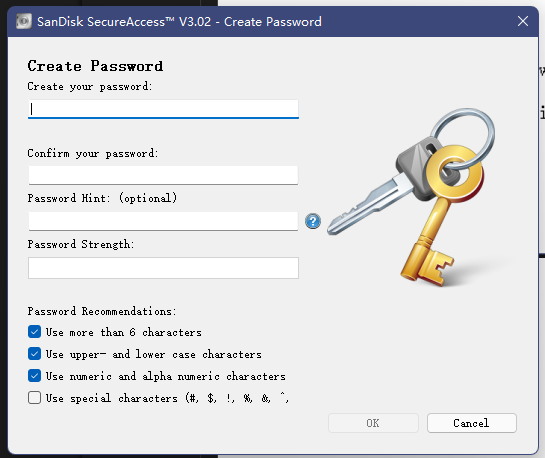 SanDisk SecureAccess™ V3.02 - Create Password
Create Password
Create your password:
Confirm your password:
Password Hint: (optional)
?
Password Strength:
Password Recommendations:
Use more than 6 characters
Use upper- and lower case characters
Use numeric and alpha numeric characters
Use special characters (#, $, !, %, &, ^,
OK
Cancel